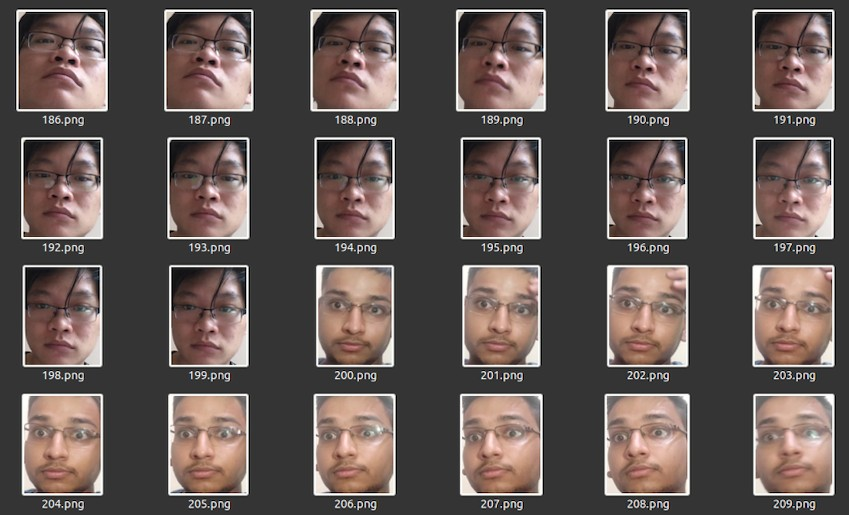 186.png 187.png 188.png 189.png 190.png 191.png
192.png 193.png 194.png 195.png 196.png 197.png
198.png 199.png 200.png 201.png 202.png 203.png
204.png 205.png 206.png 207.png 208.png 209.png